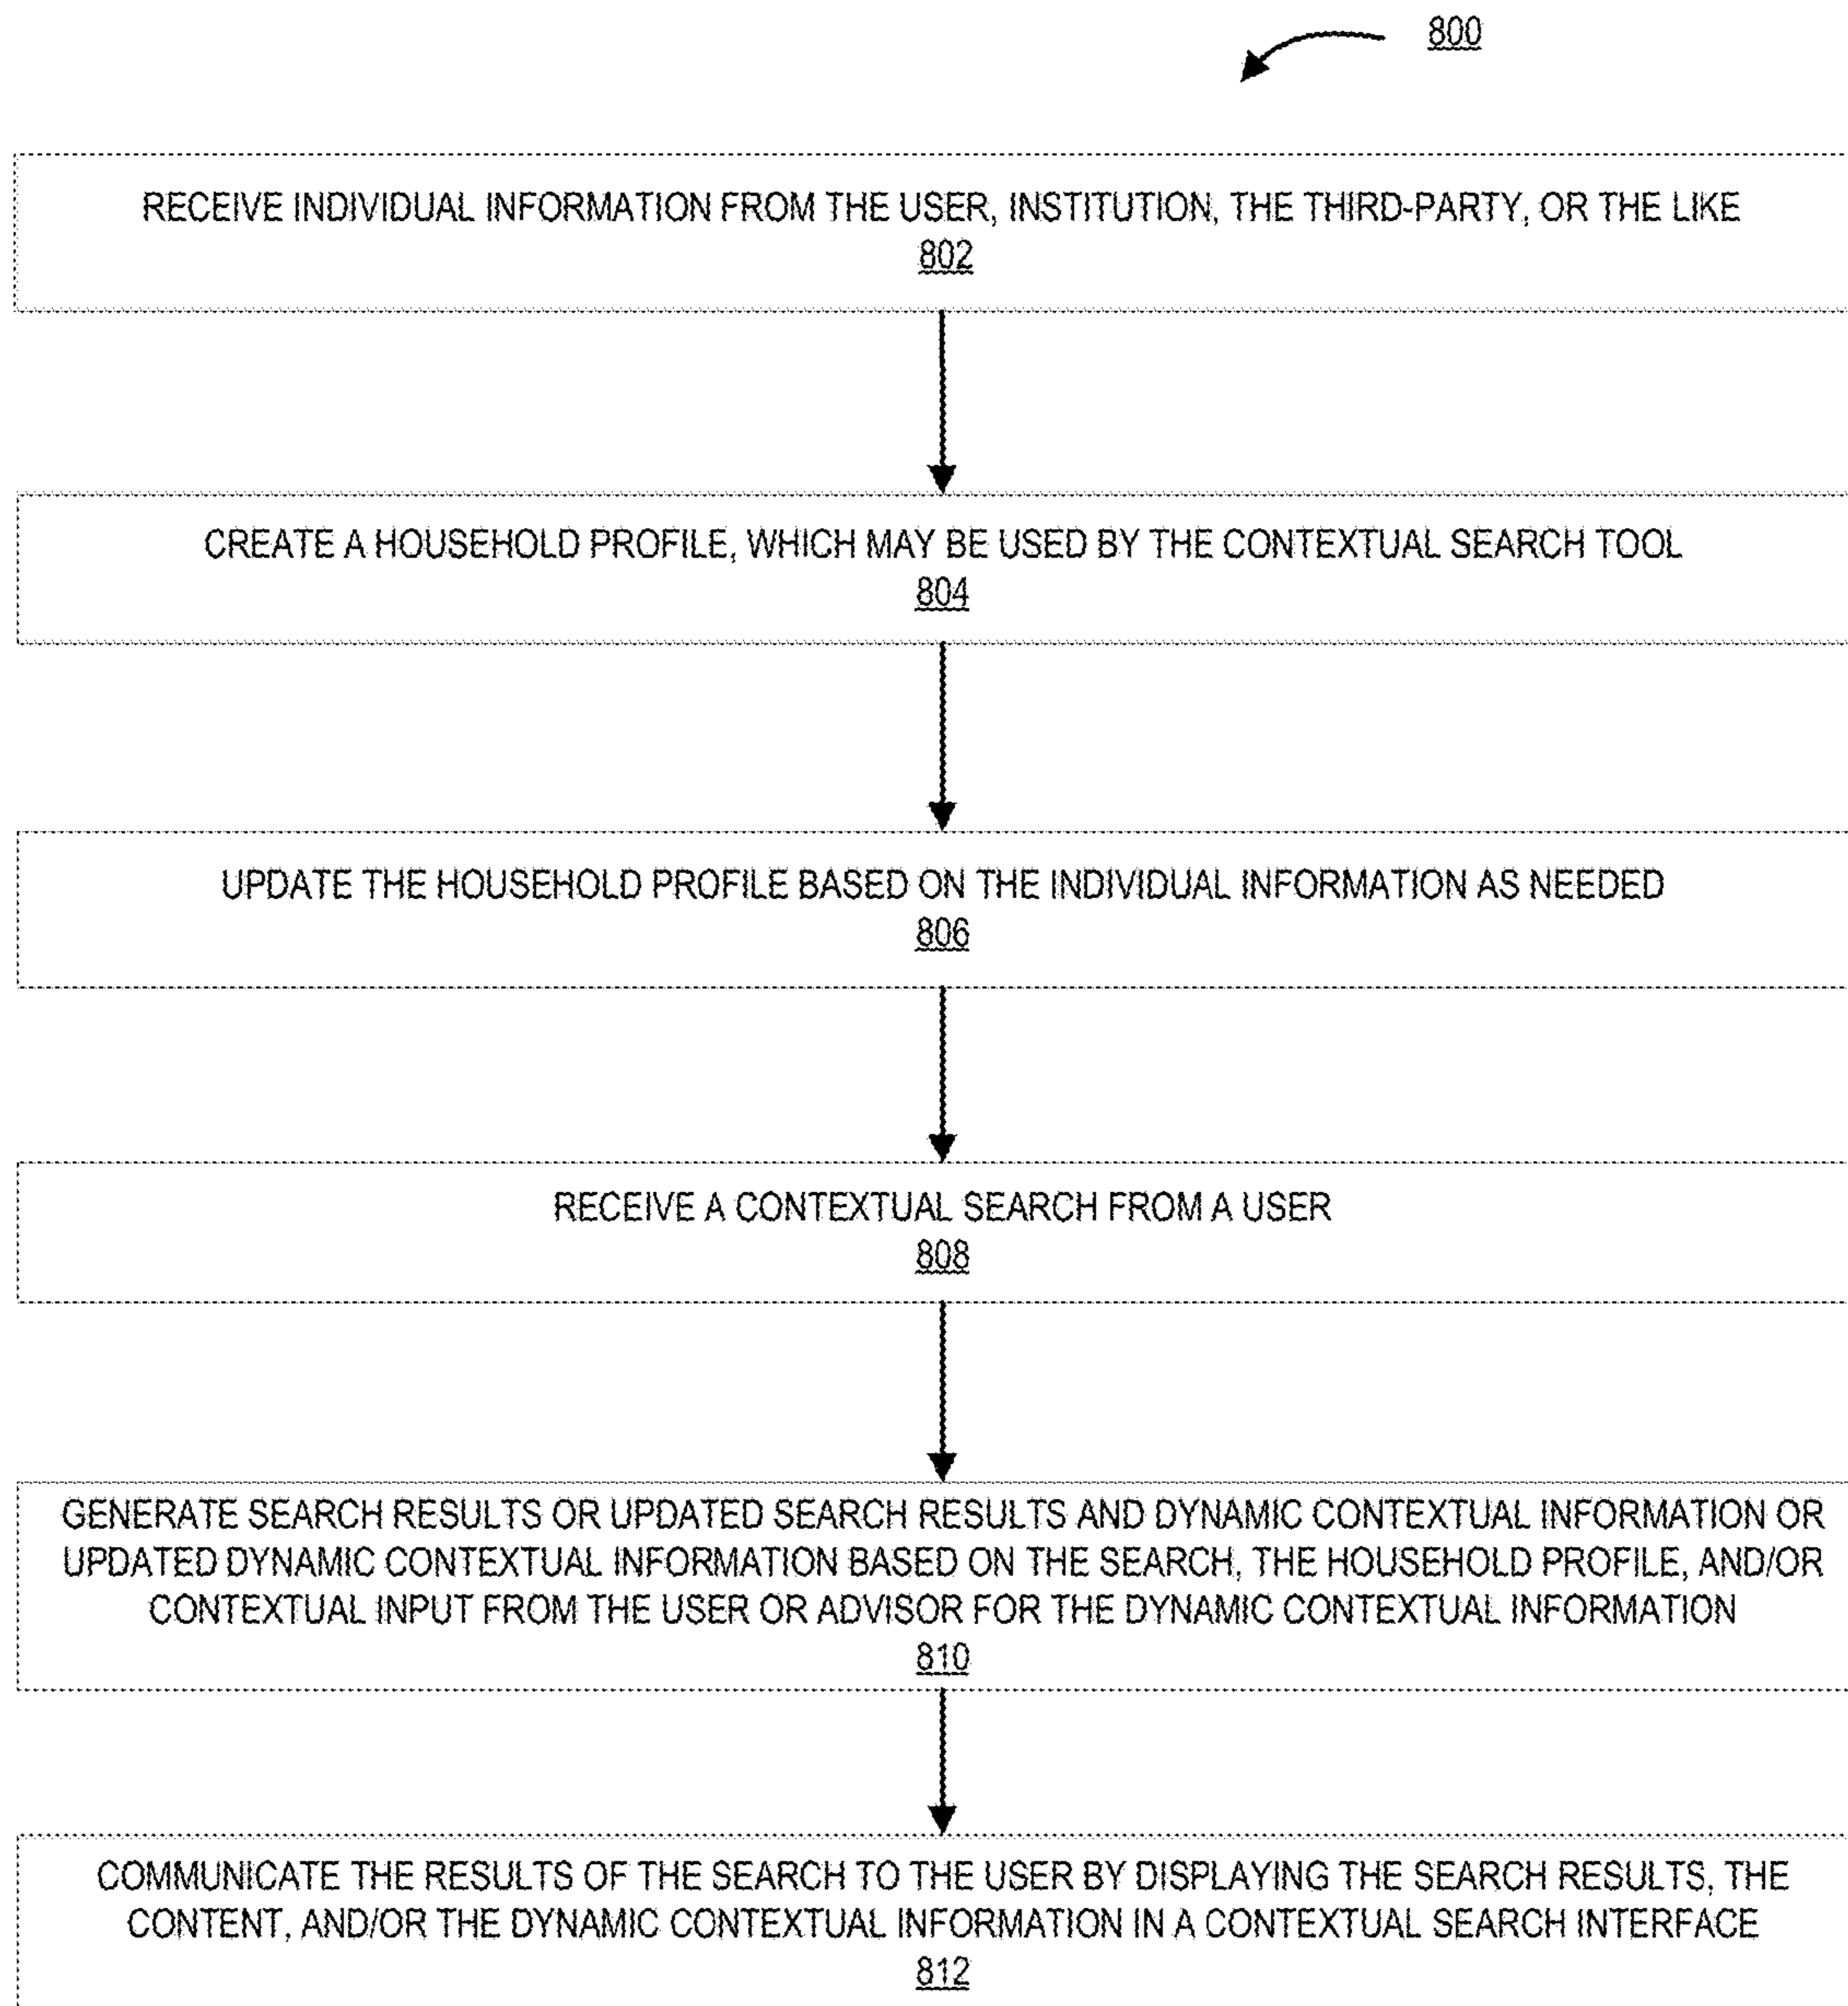 800
RECEIVE INDIVIDUAL INFORMATION FROM THE USER, INSTITUTION, THE THIRD-PARTY, OR THE LIKE
802
CREATE A HOUSEHOLD PROFILE, WHICH MAY BE USED BY THE CONTEXTUAL SEARCH TOOL
804
UPDATE THE HOUSEHOLD PROFILE BASED ON THE INDIVIDUAL INFORMATION AS NEEDED
806
RECEIVE A CONTEXTUAL SEARCH FROM A USER
808
GENERATE SEARCH RESULTS OR UPDATED SEARCH RESULTS AND DYNAMIC CONTEXTUAL INFORMATION OR
UPDATED DYNAMIC CONTEXTUAL INFORMATION BASED ON THE SEARCH, THE HOUSEHOLD PROFILE, AND/OR
CONTEXTUAL INPUT FROM THE USER OR ADVISOR FOR THE DYNAMIC CONTEXTUAL INFORMATION
810
COMMUNICATE THE RESULTS OF THE SEARCH TO THE USER BY DISPLAYING THE SEARCH RESULTS, THE
CONTENT, AND/OR THE DYNAMIC CONTEXTUAL INFORMATION IN A CONTEXTUAL SEARCH INTERFACE
812